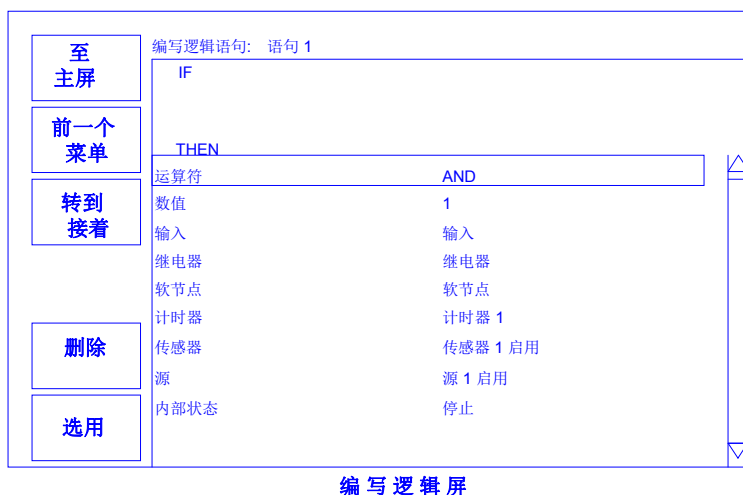 至
主屏
前一个
菜单
转到
接着
删除
选用
编写逻辑语句: 语句 1
IF
THEN
运算符 AND
数值 1
输入 输入
继电器 继电器
软节点 软节点
计时器 计时器 1
传感器 传感器 1 启用
源 源 1 启用
内部状态 停止
编写逻辑屏